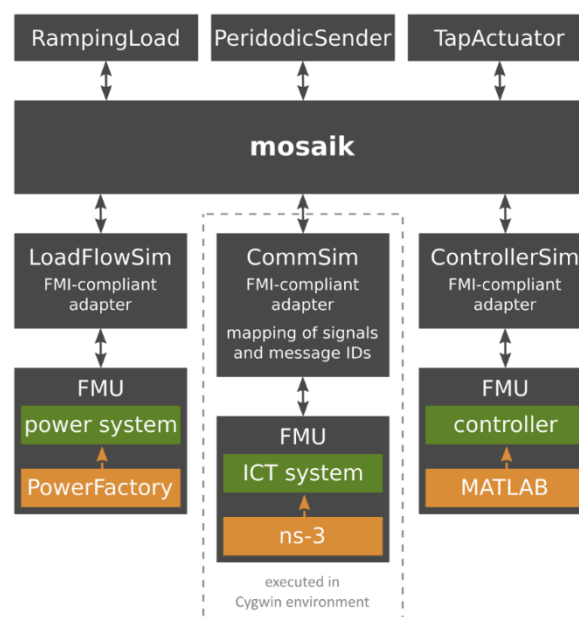 RampingLoad
PeridodicSender
TapActuator
mosaik
LoadFlowSim
FMI-compliant
adapter
CommSim
FMI-compliant
adapter
mapping of signals
and message IDs
ControllerSim
FMI-compliant
adapter
FMU
power system
PowerFactory
FMU
ICT system
ns-3
FMU
controller
MATLAB
executed in
Cygwin environment